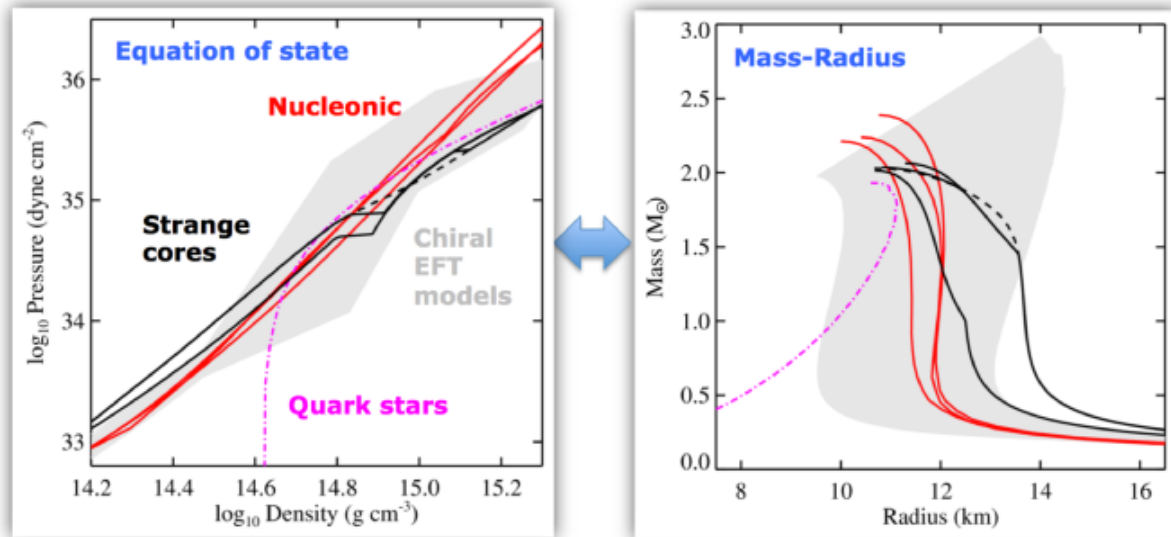 Equation of state
Nucleonic
Strange
cores
Chiral
EFT
models
Quark stars
log₁₀ Pressure (dyne cm⁻²)
36
35
34
33
14.2 14.4 14.6 14.8 15.0 15.2
log₁₀ Density (g cm⁻³)
Mass-Radius
Mass (M☉)
3.0
2.5
2.0
1.5
1.0
0.5
0.0
8 10 12 14 16
Radius (km)